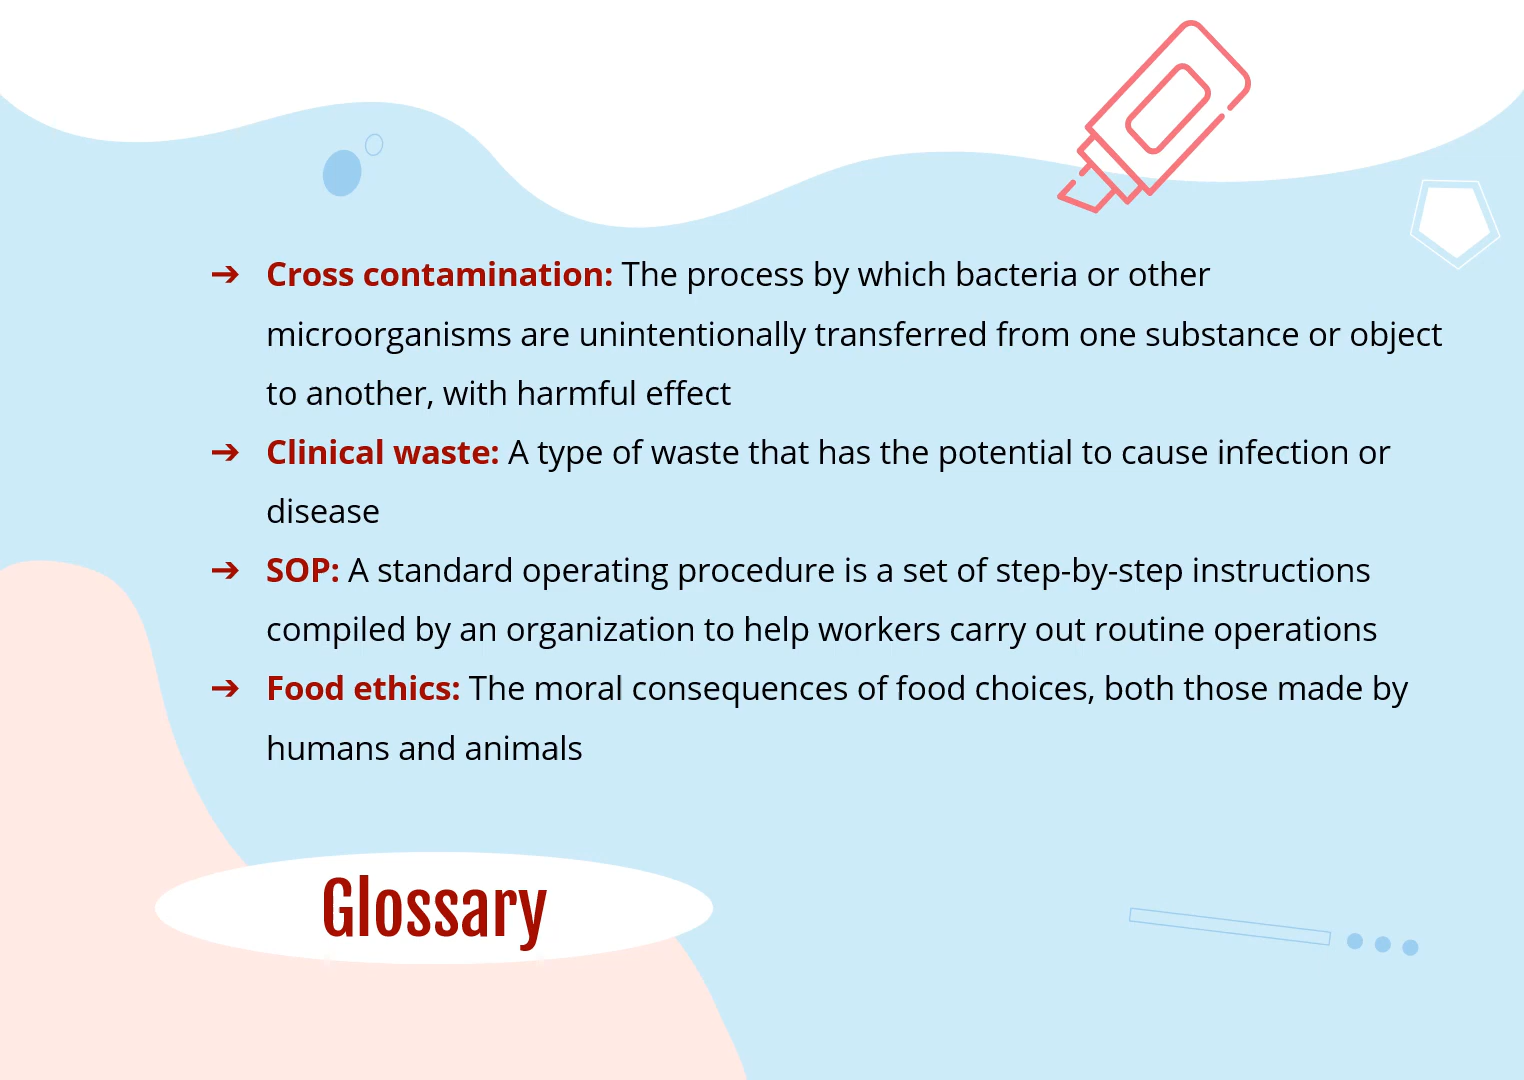 ➔ Cross contamination: The process by which bacteria or other
microorganisms are unintentionally transferred from one substance or object
to another, with harmful effect
➔ Clinical waste: A type of waste that has the potential to cause infection or
disease
➔ SOP: A standard operating procedure is a set of step-by-step instructions
compiled by an organization to help workers carry out routine operations
➔ Food ethics: The moral consequences of food choices, both those made by
humans and animals
Glossary